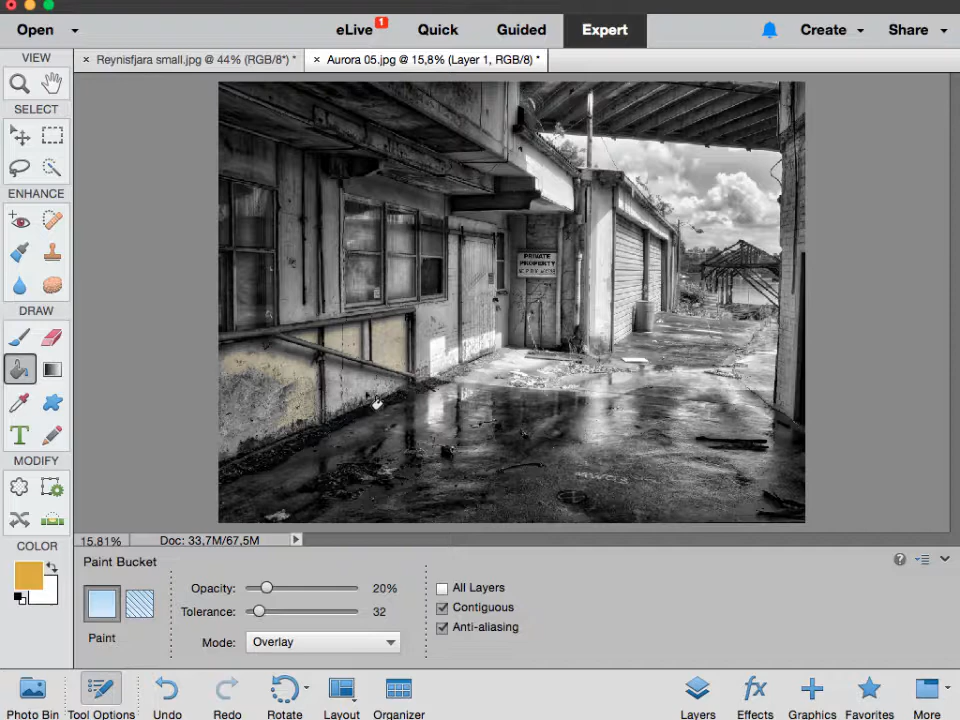 Open
eLive 1
Quick
Guided
Expert
Create
Share
VIEW
× Reynisfjara small.jpg @ 44% (RGB/8*) *
× Aurora 05.jpg @ 15,8% (Layer 1, RGB/8) *
SELECT
ENHANCE
DRAW
T
MODIFY
COLOR
PRIVATE
PROPERTY
15.81%
Doc: 33,7M/67,5M
Paint Bucket
Paint
Opacity: 20%
Tolerance: 32
Mode: Overlay
All Layers
Contiguous
Anti-aliasing
?
Photo Bin
Tool Options
Undo
Redo
Rotate
Layout
Organizer
fx
Layers
Effects
Graphics
Favorites
More